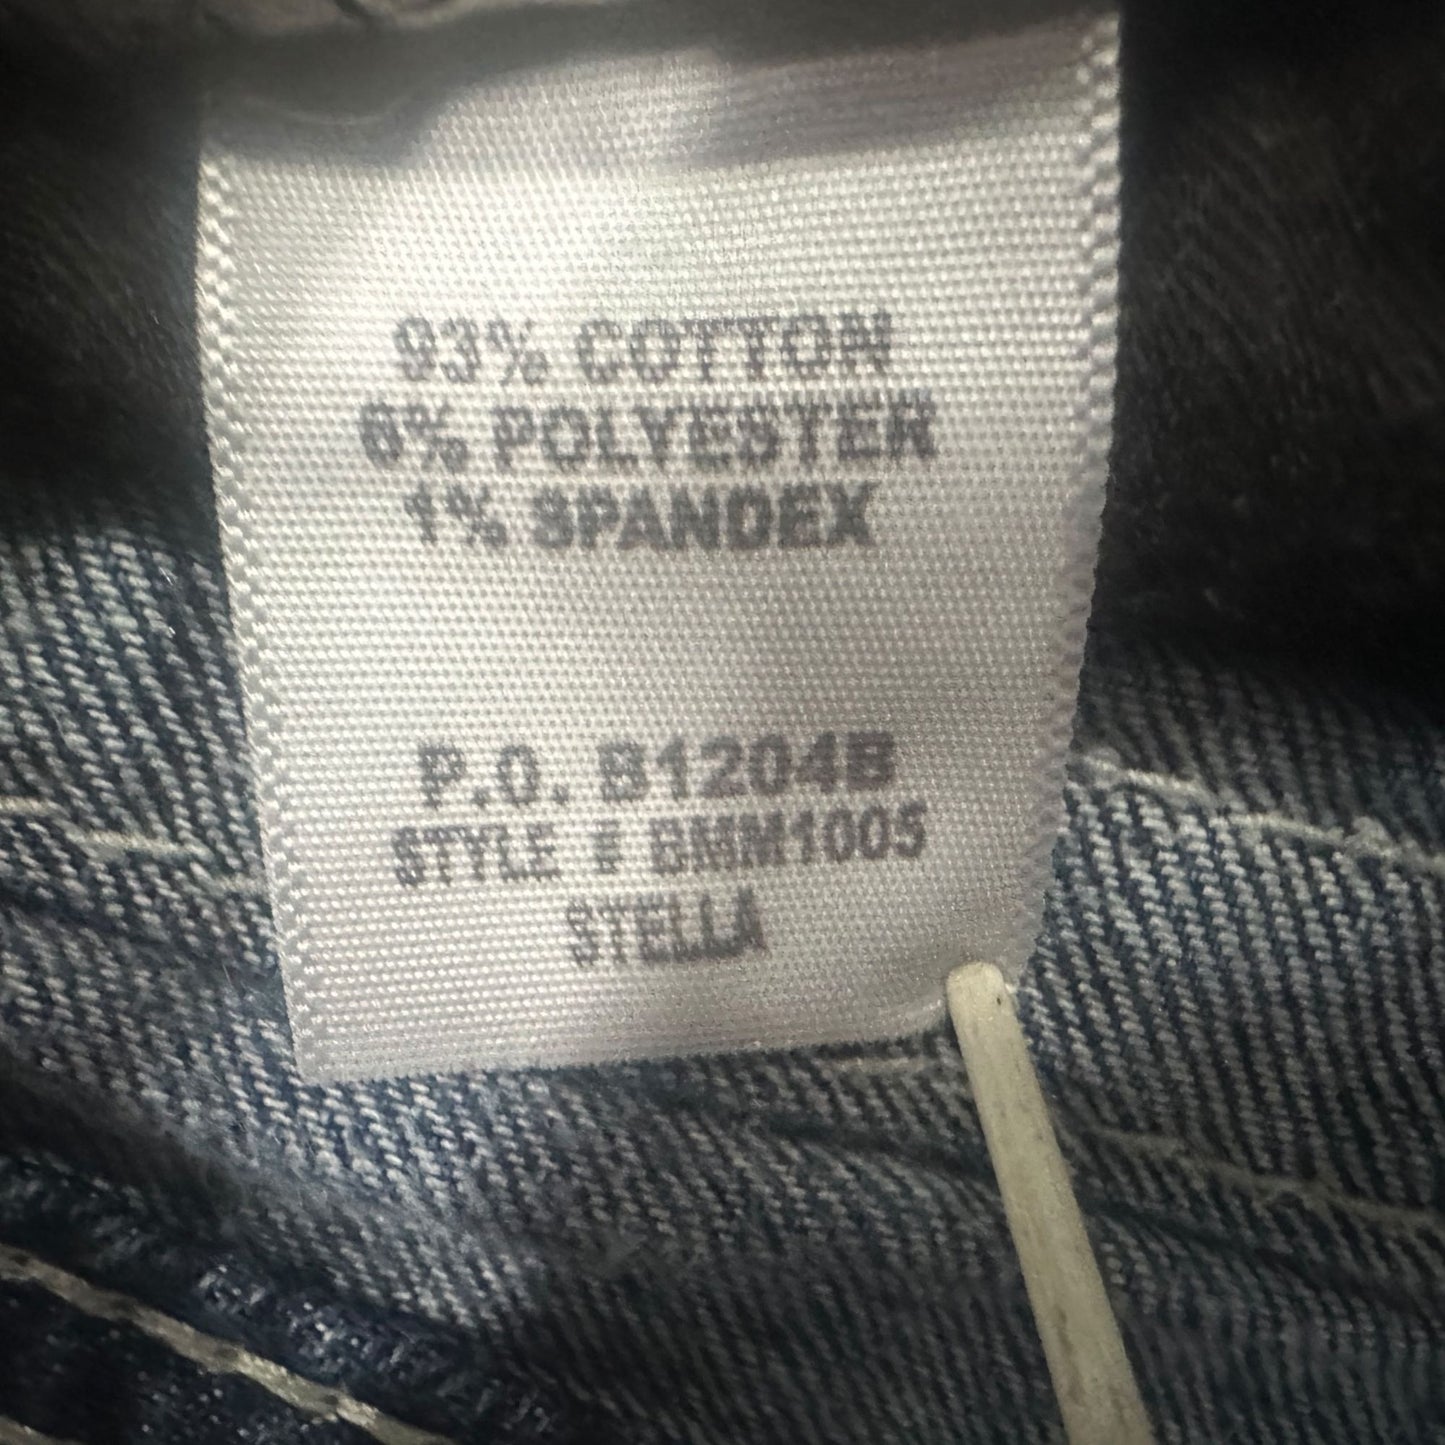 93% COTTON
6% POLYESTER
1% SPANDEX
P.O. B1204B
STYLE # BMM1005
STELLA